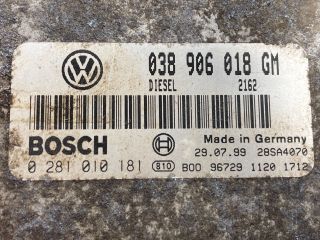 038 906 018 GM
DIESEL 2162
BOSCH
Made in Germany
29.07.99 28SA4070
0 281 010 181 810 B00 96729 1120 1712